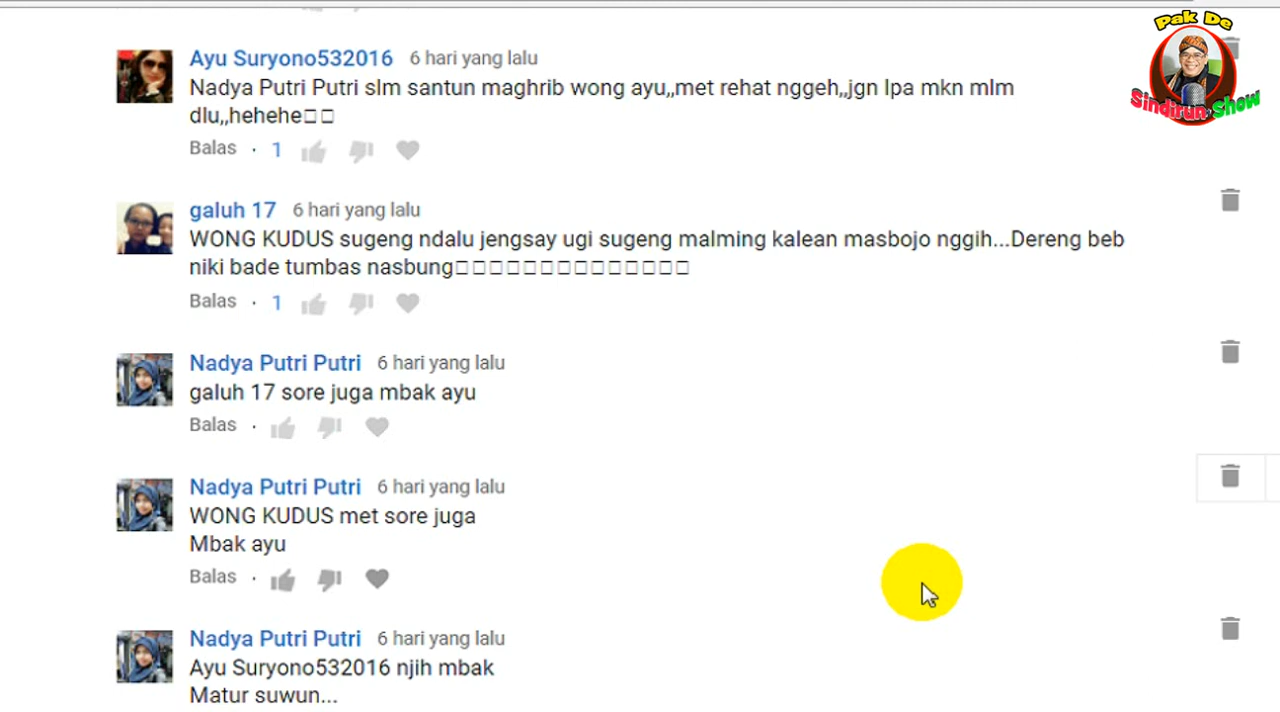 Pak De
Sindirun Show
Ayu Suryono532016 6 hari yang lalu
Nadya Putri Putri slm santun maghrib wong ayu,,met rehat nggeh,,jgn lpa mkn mlm
dlu,,hehehe□□
Balas · 1
galuh 17 6 hari yang lalu
WONG KUDUS sugeng ndalu jengsay ugi sugeng malming kalean masbojo nggih...Dereng beb
niki bade tumbas nasbung□□□□□□□□□□□□□□
Balas · 1
Nadya Putri Putri 6 hari yang lalu
galuh 17 sore juga mbak ayu
Balas ·
Nadya Putri Putri 6 hari yang lalu
WONG KUDUS met sore juga
Mbak ayu
Balas ·
Nadya Putri Putri 6 hari yang lalu
Ayu Suryono532016 njih mbak
Matur suwun...